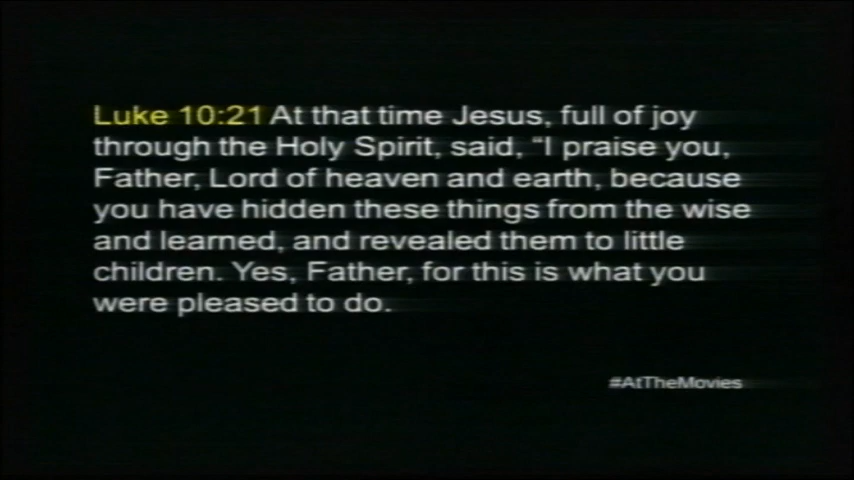 Luke 10:21 At that time Jesus, full of joy
through the Holy Spirit, said, “I praise you,
Father, Lord of heaven and earth, because
you have hidden these things from the wise
and learned, and revealed them to little
children. Yes, Father, for this is what you
were pleased to do.
#AtTheMovies